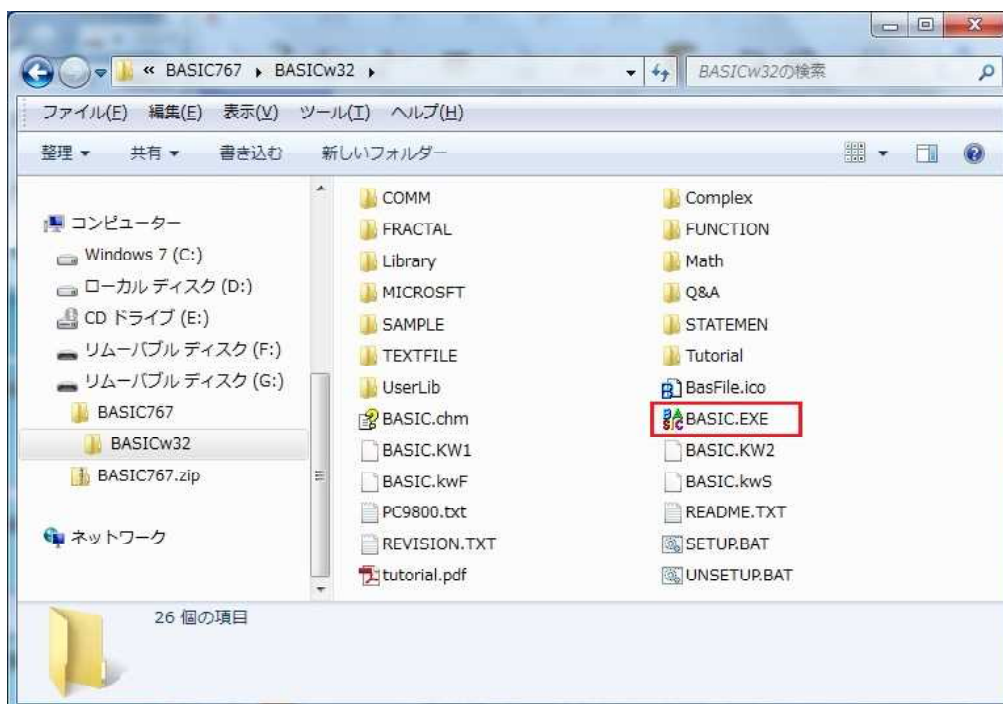 « BASIC767 ▸ BASICw32 ▸
BASICw32の検索
ファイル(F) 編集(E) 表示(V) ツール(T) ヘルプ(H)
整理 ▼ 共有 ▼ 書き込む 新しいフォルダー
コンピューター
Windows 7 (C:)
ローカル ディスク (D:)
CD ドライブ (E:)
リムーバブル ディスク (F:)
リムーバブル ディスク (G:)
BASIC767
BASICw32
BASIC767.zip
ネットワーク
COMM Complex
FRACTAL FUNCTION
Library Math
MICROSFT Q&A
SAMPLE STATEMEN
TEXTFILE Tutorial
UserLib BasFile.ico
BASIC.chm BASIC.EXE
BASIC.KW1 BASIC.KW2
BASIC.kwF BASIC.kwS
PC9800.txt README.TXT
REVISION.TXT SETUP.BAT
tutorial.pdf UNSETUP.BAT
26 個の項目